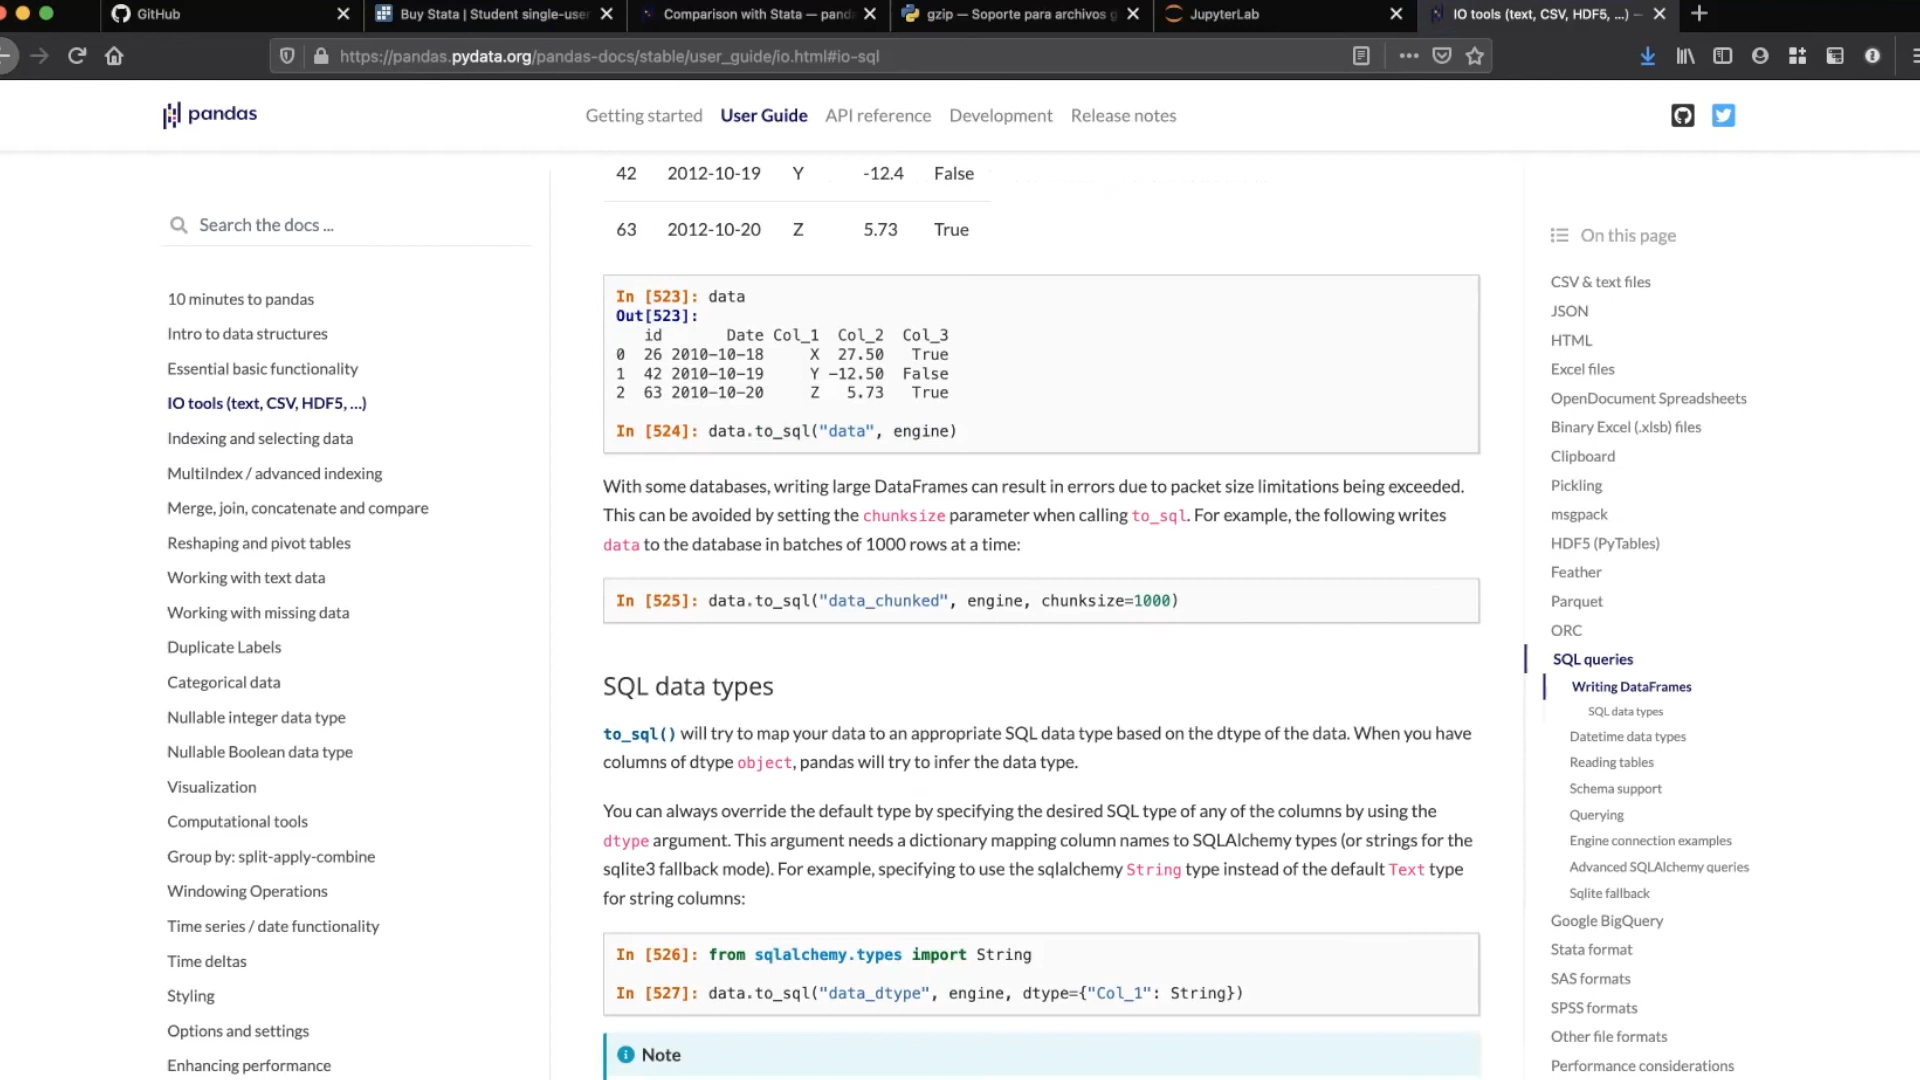 GitHub
Buy Stata | Student single-user
Comparison with Stata — panda
gzip — Soporte para archivos g
JupyterLab
IO tools (text, CSV, HDF5, ...) —
https://pandas.pydata.org/pandas-docs/stable/user_guide/io.html#io-sql
pandas
Getting started User Guide API reference Development Release notes
Search the docs ...
10 minutes to pandas
Intro to data structures
Essential basic functionality
IO tools (text, CSV, HDF5, ...)
Indexing and selecting data
MultiIndex / advanced indexing
Merge, join, concatenate and compare
Reshaping and pivot tables
Working with text data
Working with missing data
Duplicate Labels
Categorical data
Nullable integer data type
Nullable Boolean data type
Visualization
Computational tools
Group by: split-apply-combine
Windowing Operations
Time series / date functionality
Time deltas
Styling
Options and settings
Enhancing performance
42 2012-10-19 Y -12.4 False
63 2012-10-20 Z 5.73 True
In [523]: data
Out[523]:
id Date Col_1 Col_2 Col_3
0 26 2010-10-18 X 27.50 True
1 42 2010-10-19 Y -12.50 False
2 63 2010-10-20 Z 5.73 True
In [524]: data.to_sql("data", engine)
With some databases, writing large DataFrames can result in errors due to packet size limitations being exceeded.
This can be avoided by setting the chunksize parameter when calling to_sql. For example, the following writes
data to the database in batches of 1000 rows at a time:
In [525]: data.to_sql("data_chunked", engine, chunksize=1000)
SQL data types
to_sql() will try to map your data to an appropriate SQL data type based on the dtype of the data. When you have
columns of dtype object, pandas will try to infer the data type.
You can always override the default type by specifying the desired SQL type of any of the columns by using the
dtype argument. This argument needs a dictionary mapping column names to SQLAlchemy types (or strings for the
sqlite3 fallback mode). For example, specifying to use the sqlalchemy String type instead of the default Text type
for string columns:
In [526]: from sqlalchemy.types import String
In [527]: data.to_sql("data_dtype", engine, dtype={"Col_1": String})
Note
On this page
CSV & text files
JSON
HTML
Excel files
OpenDocument Spreadsheets
Binary Excel (.xlsb) files
Clipboard
Pickling
msgpack
HDF5 (PyTables)
Feather
Parquet
ORC
SQL queries
Writing DataFrames
SQL data types
Datetime data types
Reading tables
Schema support
Querying
Engine connection examples
Advanced SQLAlchemy queries
Sqlite fallback
Google BigQuery
Stata format
SAS formats
SPSS formats
Other file formats
Performance considerations